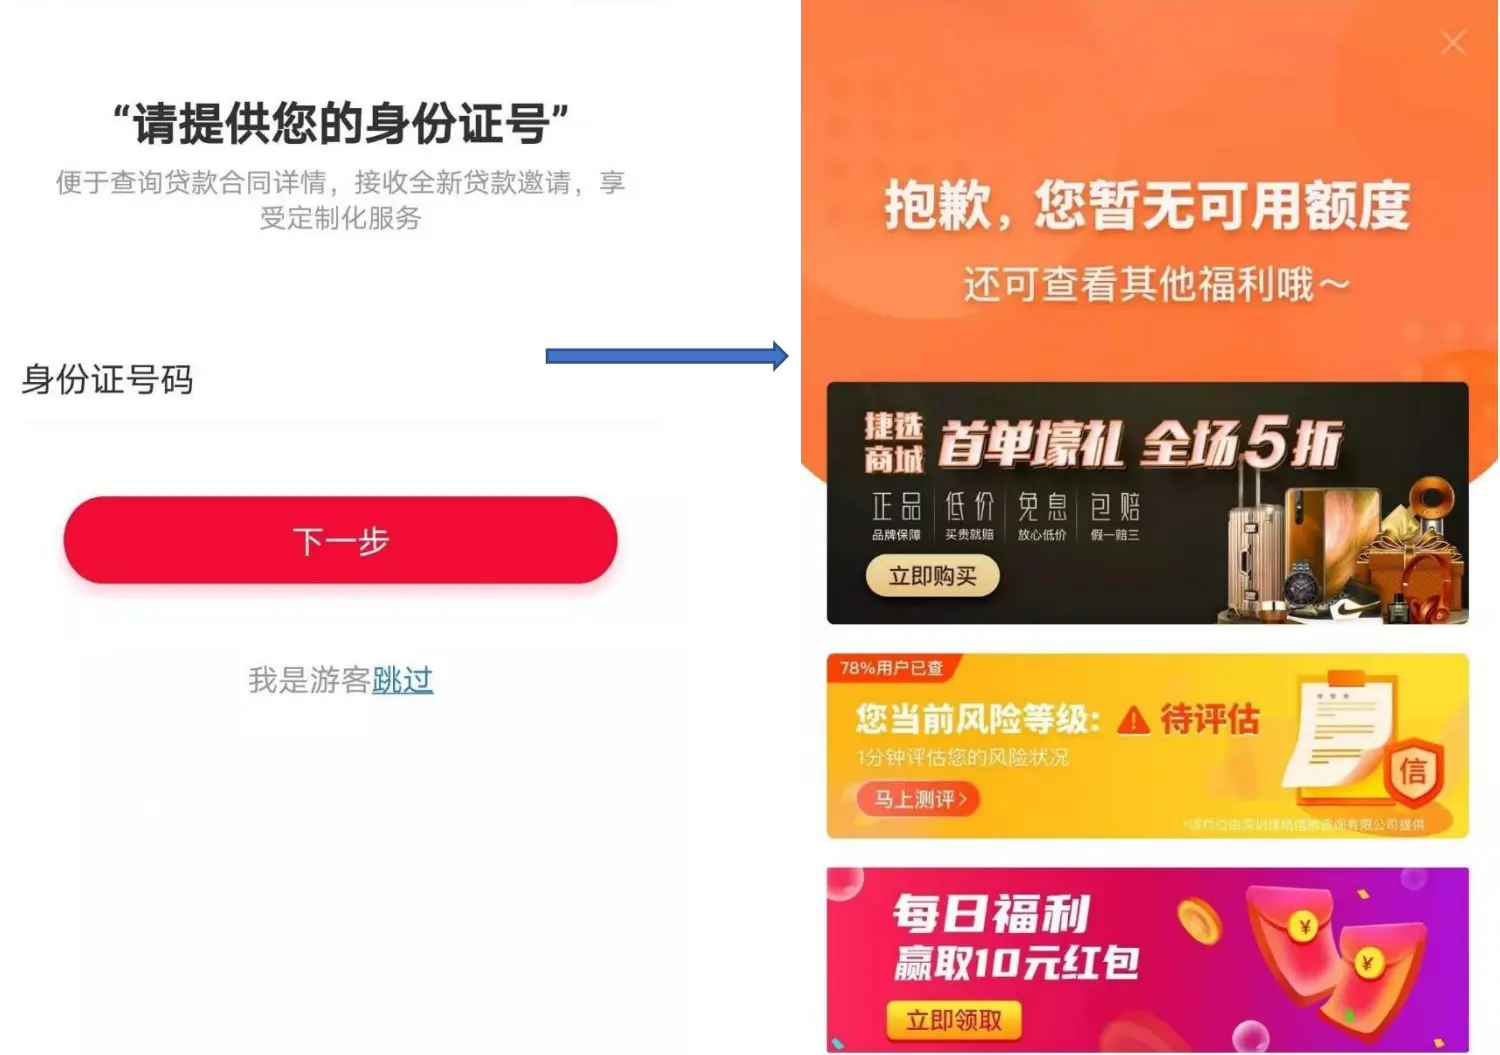 “请提供您的身份证号”
便于查询贷款合同详情，接收全新贷款邀请，享
受定制化服务
身份证号码
下一步
我是游客跳过
抱歉，您暂无可用额度
还可查看其他福利哦～
捷选
商城
首单壕礼 全场5折
正品 低价 免息 包赔
品牌保障 买贵就赔 放心低价 假一赔三
立即购买
78%用户已查
您当前风险等级: 待评估
1分钟评估您的风险状况
马上测评>
信
有限公司提供
每日福利
赢取10元红包
¥
¥
立即领取